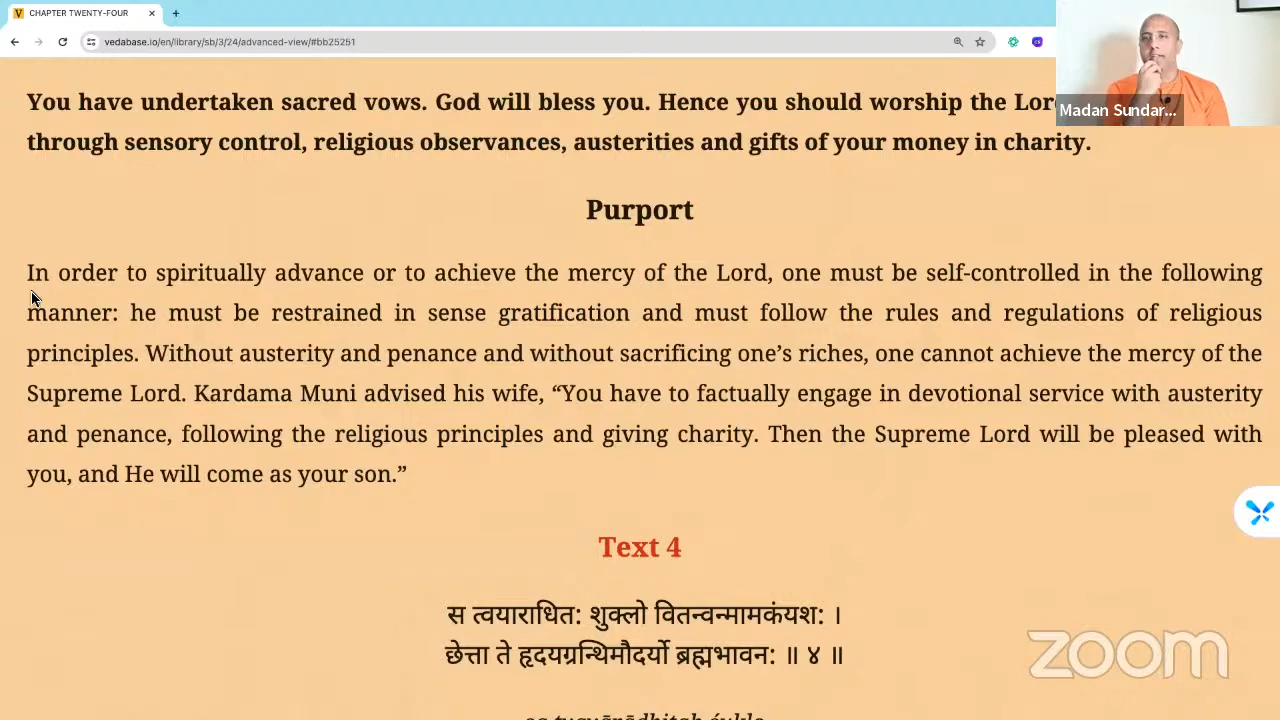 CHAPTER TWENTY-FOUR
vedabase.io/en/library/sb/3/24/advanced-view/#bb25251
Madan Sundar...
You have undertaken sacred vows. God will bless you. Hence you should worship the
through sensory control, religious observances, austerities and gifts of your money in charity.
Purport
In order to spiritually advance or to achieve the mercy of the Lord, one must be self-controlled in the following
manner: he must be restrained in sense gratification and must follow the rules and regulations of religious
principles. Without austerity and penance and without sacrificing one’s riches, one cannot achieve the mercy of the
Supreme Lord. Kardama Muni advised his wife, “You have to factually engage in devotional service with austerity
and penance, following the religious principles and giving charity. Then the Supreme Lord will be pleased with
you, and He will come as your son.”
Text 4
स त्वयाराधित: शुक्लो वितन्वन्मामकंयश: ।
छेत्ता ते हृदयग्रन्थिमौदर्यो ब्रह्मभावन: ॥ ४ ॥
zoom